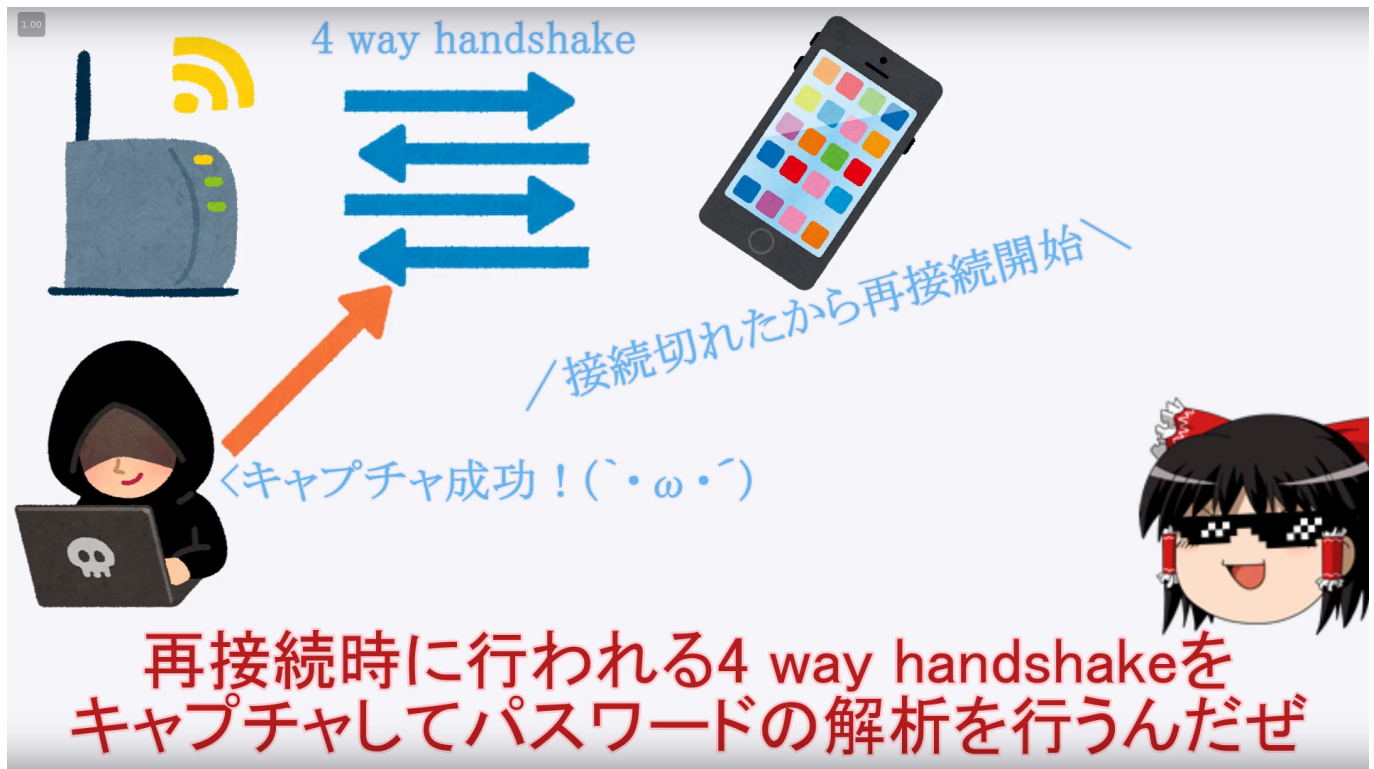 1.00
4 way handshake
／接続切れたから再接続開始＼
<キャプチャ成功！(`・ω・´)
再接続時に行われる4 way handshakeを
キャプチャしてパスワードの解析を行うんだぜ